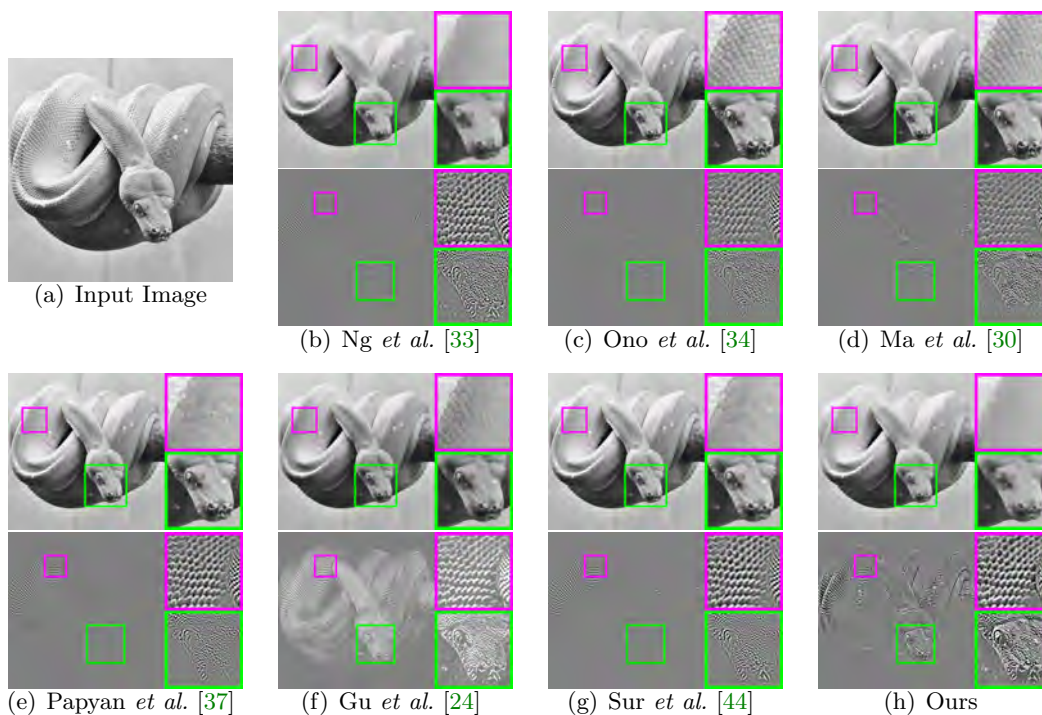 (a) Input Image
(b) Ng et al. [33]
(c) Ono et al. [34]
(d) Ma et al. [30]
(e) Papyan et al. [37]
(f) Gu et al. [24]
(g) Sur et al. [44]
(h) Ours